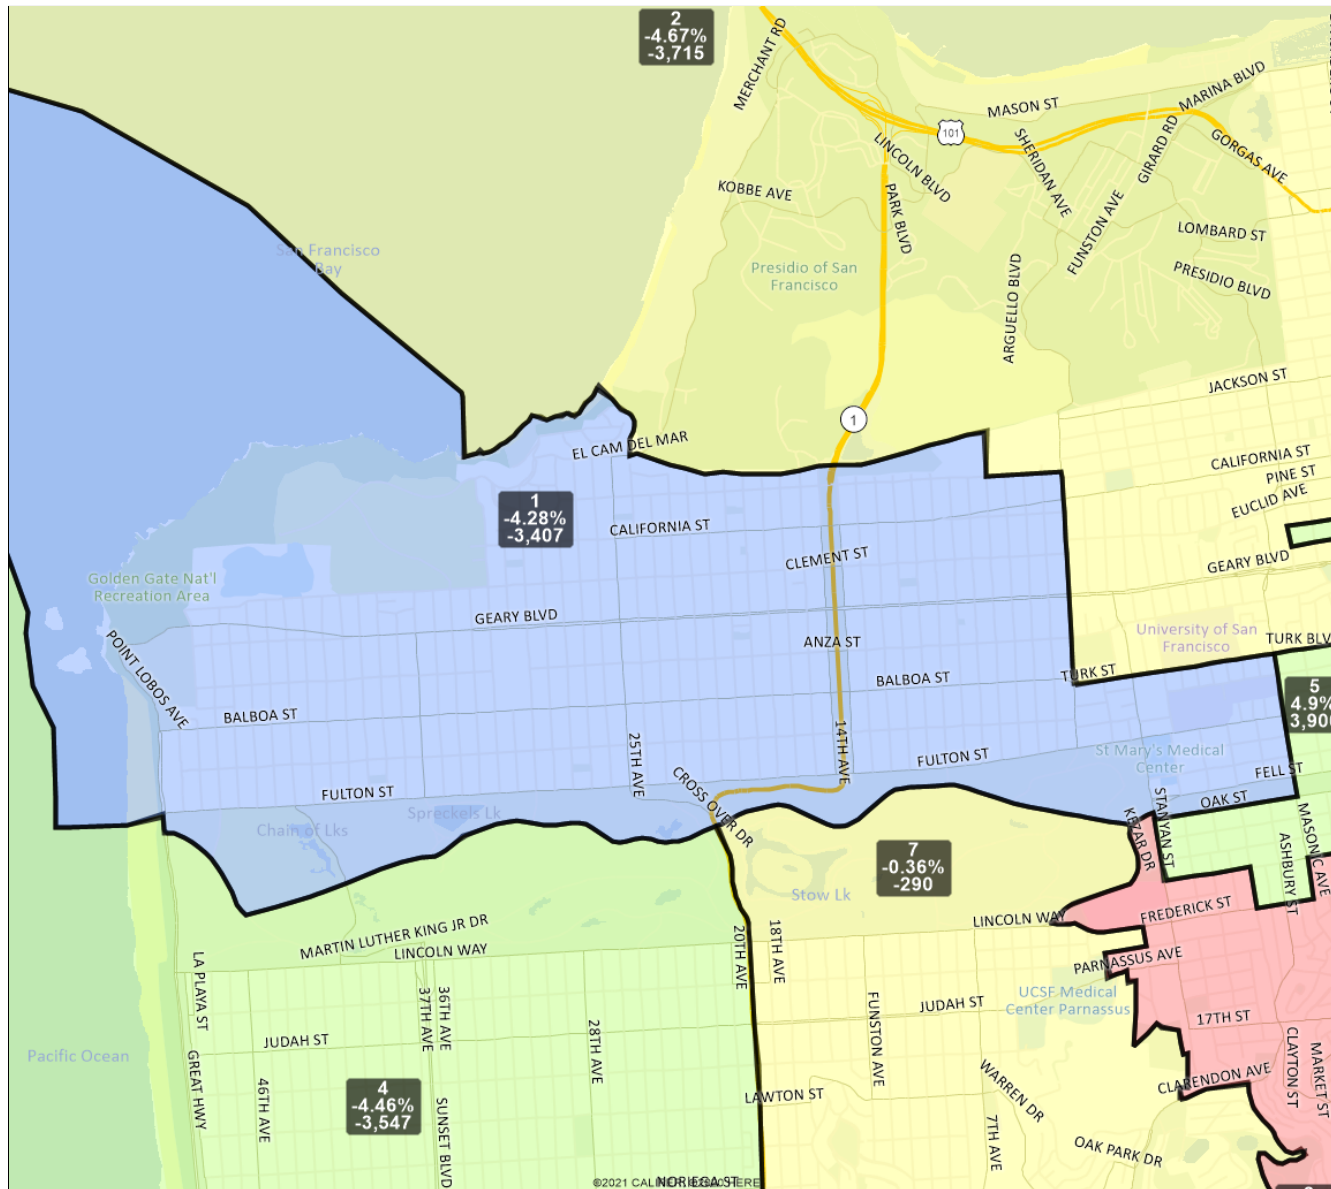 2
-4.67%
-3,715
MERCHANT RD
MASON ST
MARINA BLVD
101
LINCOLN BLVD
SHERIDAN AVE
GIRARD RD
GORGAS AVE
KOBBE AVE
PARK BLVD
FUNSTON AVE
LOMBARD ST
San Francisco
Bay
Presidio of San
Francisco
ARGUELLO BLVD
PRESIDIO BLVD
JACKSON ST
1
EL CAM DEL MAR
CALIFORNIA ST
PINE ST
EUCLID AVE
1
-4.28%
-3,407
CALIFORNIA ST
CLEMENT ST
GEARY BLVD
Golden Gate Nat'l
Recreation Area
GEARY BLVD
POINT LOBOS AVE
ANZA ST
University of San
Francisco
TURK BLV
BALBOA ST
TURK ST
5
4.9%
BALBOA ST
25TH AVE
14TH AVE
FULTON ST
St Mary's Medical
Center
FELL ST
CROSS OVER DR
FULTON ST
Spreckels Lk
Chain of Lks
STANYAN ST
OAK ST
KEZAR DR
MASONIC AVE
ASHBURY ST
7
-0.36%
-290
Stow Lk
LINCOLN WAY
FREDERICK ST
MARTIN LUTHER KING JR DR
LINCOLN WAY
20TH AVE
18TH AVE
PARNASSUS AVE
LA PLAYA ST
37TH AVE
36TH AVE
UCSF Medical
Center Parnassus
FUNSTON AVE
JUDAH ST
17TH ST
JUDAH ST
28TH AVE
Pacific Ocean
GREAT HWY
46TH AVE
4
-4.46%
-3,547
SUNSET BLVD
LAWTON ST
WARREN DR
CLARENDON AVE
CLAYTON ST
MARKET ST
7TH AVE
OAK PARK DR
NORIEGA ST
©2021 CALIPER; ©2020 HERE